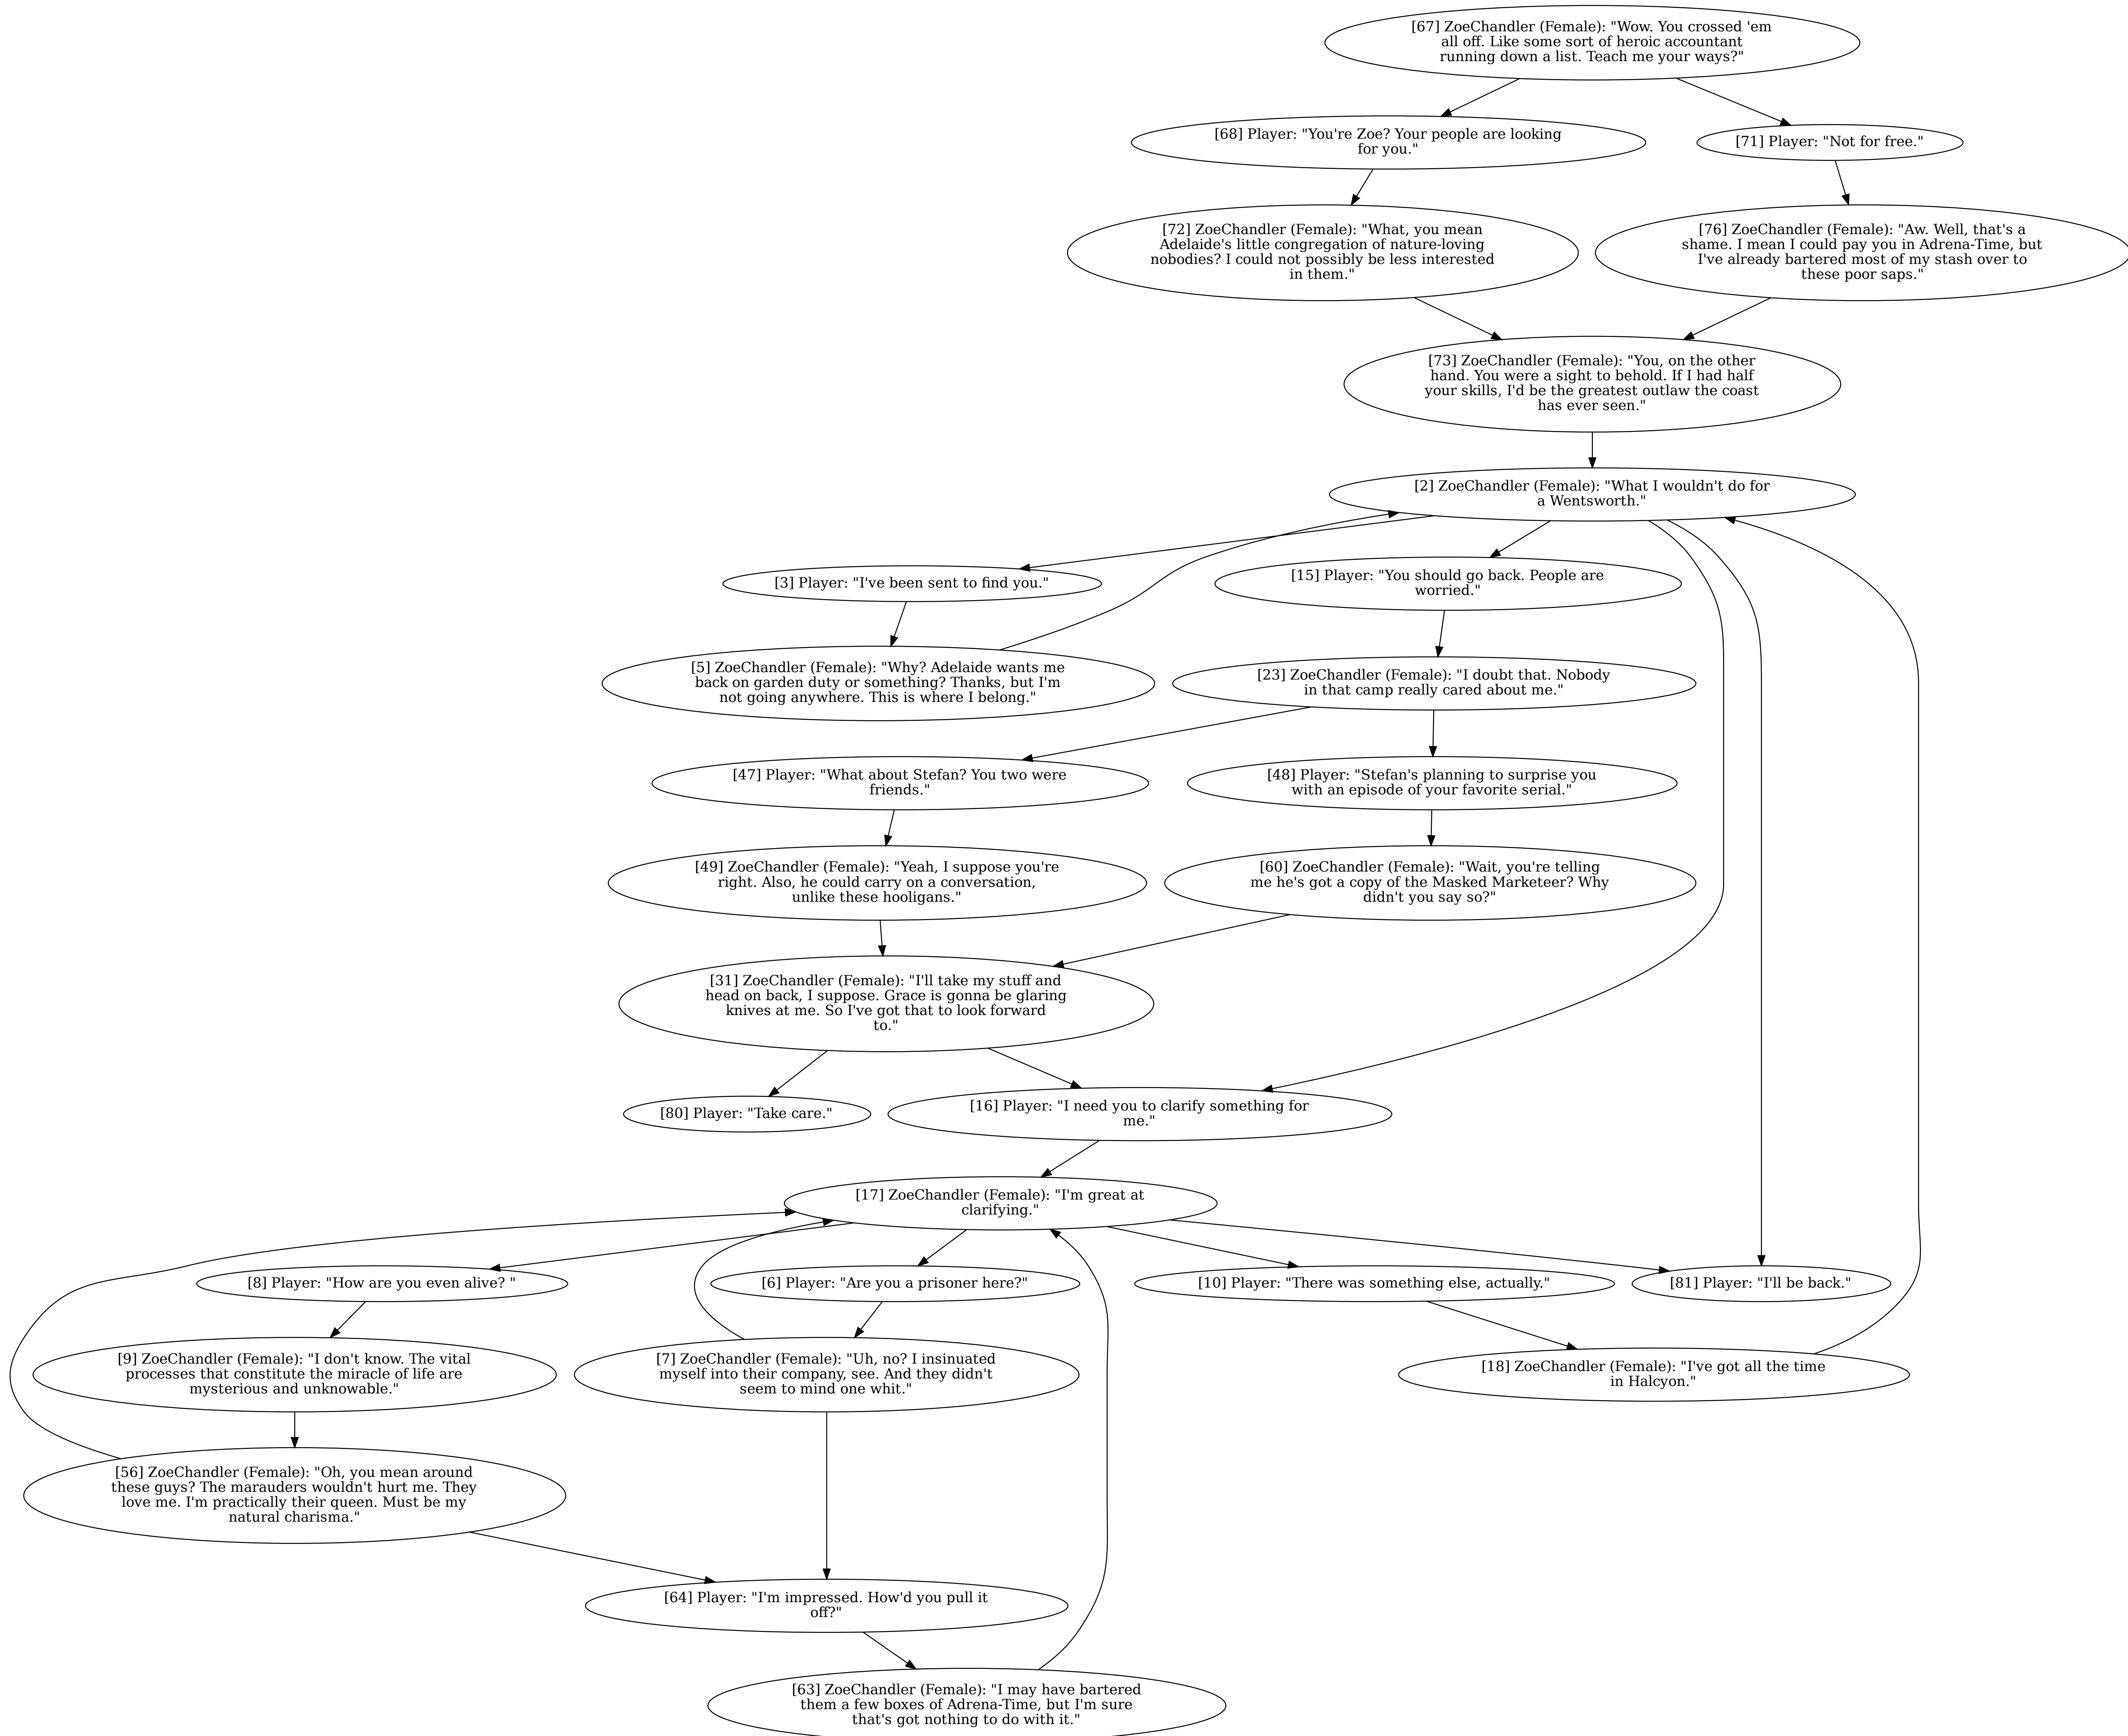 [67] ZoeChandler (Female): "Wow. You crossed 'em
all off. Like some sort of heroic accountant
running down a list. Teach me your ways?"
[68] Player: "You're Zoe? Your people are looking
for you."
[71] Player: "Not for free."
[72] ZoeChandler (Female): "What, you mean
Adelaide's little congregation of nature-loving
nobodies? I could not possibly be less interested
in them."
[76] ZoeChandler (Female): "Aw. Well, that's a
shame. I mean I could pay you in Adrena-Time, but
I've already bartered most of my stash over to
these poor saps."
[73] ZoeChandler (Female): "You, on the other
hand. You were a sight to behold. If I had half
your skills, I'd be the greatest outlaw the coast
has ever seen."
[2] ZoeChandler (Female): "What I wouldn't do for
a Wentsworth."
[3] Player: "I've been sent to find you."
[15] Player: "You should go back. People are
worried."
[5] ZoeChandler (Female): "Why? Adelaide wants me
back on garden duty or something? Thanks, but I'm
not going anywhere. This is where I belong."
[23] ZoeChandler (Female): "I doubt that. Nobody
in that camp really cared about me."
[47] Player: "What about Stefan? You two were
friends."
[48] Player: "Stefan's planning to surprise you
with an episode of your favorite serial."
[49] ZoeChandler (Female): "Yeah, I suppose you're
right. Also, he could carry on a conversation,
unlike these hooligans."
[60] ZoeChandler (Female): "Wait, you're telling
me he's got a copy of the Masked Marketeer? Why
didn't you say so?"
[31] ZoeChandler (Female): "I'll take my stuff and
head on back, I suppose. Grace is gonna be glaring
knives at me. So I've got that to look forward
to."
[80] Player: "Take care."
[16] Player: "I need you to clarify something for
me."
[17] ZoeChandler (Female): "I'm great at
clarifying."
[8] Player: "How are you even alive? "
[6] Player: "Are you a prisoner here?"
[10] Player: "There was something else, actually."
[81] Player: "I'll be back."
[9] ZoeChandler (Female): "I don't know. The vital
processes that constitute the miracle of life are
mysterious and unknowable."
[7] ZoeChandler (Female): "Uh, no? I insinuated
myself into their company, see. And they didn't
seem to mind one whit."
[18] ZoeChandler (Female): "I've got all the time
in Halcyon."
[56] ZoeChandler (Female): "Oh, you mean around
these guys? The marauders wouldn't hurt me. They
love me. I'm practically their queen. Must be my
natural charisma."
[64] Player: "I'm impressed. How'd you pull it
off?"
[63] ZoeChandler (Female): "I may have bartered
them a few boxes of Adrena-Time, but I'm sure
that's got nothing to do with it."